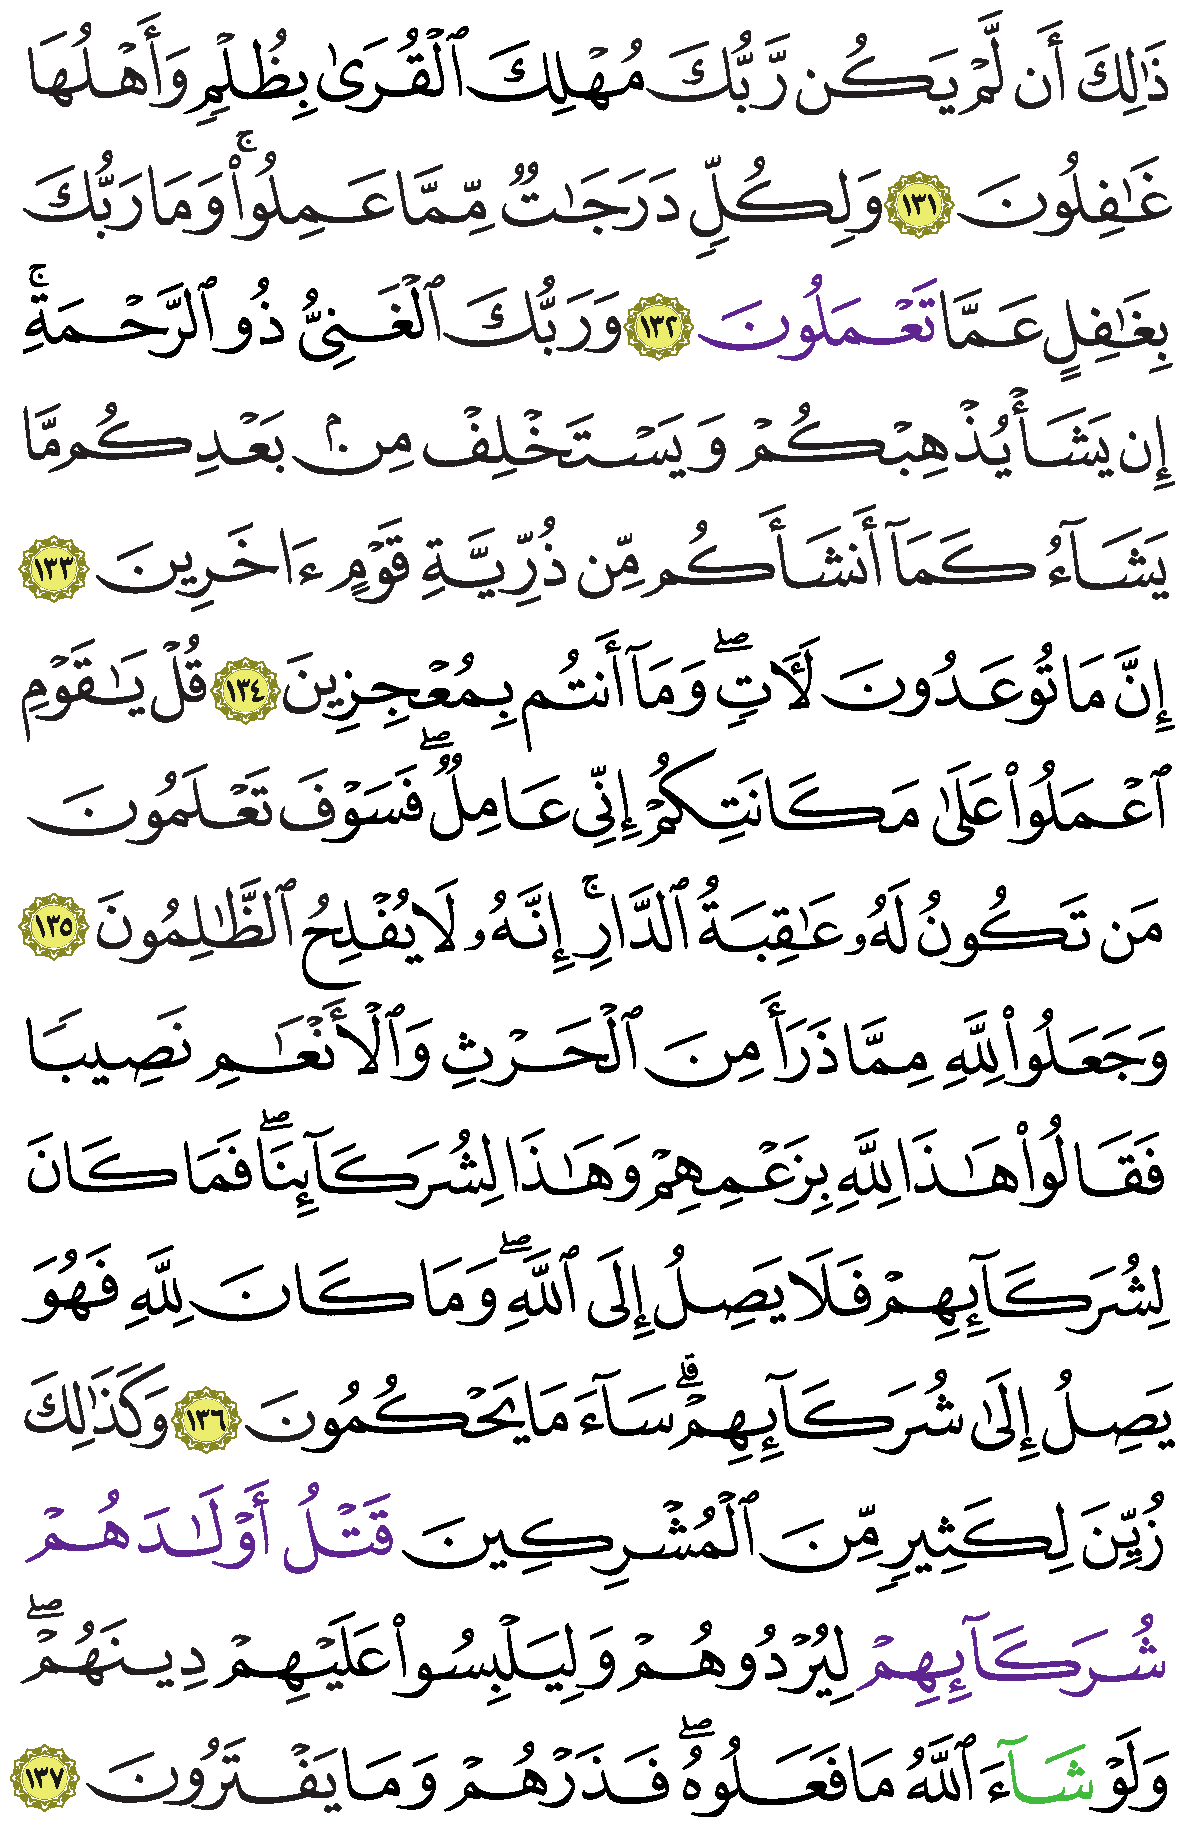 ذَٰلِكَ أَن لَّمْ يَكُن رَّبُّكَ مُهْلِكَ ٱلْقُرَىٰ بِظُلْمٍ وَأَهْلُهَا
غَٰفِلُونَ ١٣١ وَلِكُلٍّ دَرَجَٰتٌ مِّمَّا عَمِلُوا۟ ۚ وَمَا رَبُّكَ
بِغَٰفِلٍ عَمَّا تَعْمَلُونَ ١٣٢ وَرَبُّكَ ٱلْغَنِىُّ ذُو ٱلرَّحْمَةِ ۚ
إِن يَشَأْ يُذْهِبْكُمْ وَيَسْتَخْلِفْ مِنۢ بَعْدِكُم مَّا
يَشَآءُ كَمَآ أَنشَأَكُم مِّن ذُرِّيَّةِ قَوْمٍ ءَاخَرِينَ ١٣٣
إِنَّ مَا تُوعَدُونَ لَـَٔاتٍ ۖ وَمَآ أَنتُم بِمُعْجِزِينَ ١٣٤ قُلْ يَٰقَوْمِ
ٱعْمَلُوا۟ عَلَىٰ مَكَانَتِكُمْ إِنِّى عَامِلٌ ۖ فَسَوْفَ تَعْلَمُونَ
مَن تَكُونُ لَهُۥ عَٰقِبَةُ ٱلدَّارِ ۚ إِنَّهُۥ لَا يُفْلِحُ ٱلظَّٰلِمُونَ ١٣٥
وَجَعَلُوا۟ لِلَّهِ مِمَّا ذَرَأَ مِنَ ٱلْحَرْثِ وَٱلْأَنْعَٰمِ نَصِيبًا
فَقَالُوا۟ هَٰذَا لِلَّهِ بِزَعْمِهِمْ وَهَٰذَا لِشُرَكَآئِنَا ۖ فَمَا كَانَ
لِشُرَكَآئِهِمْ فَلَا يَصِلُ إِلَى ٱللَّهِ ۖ وَمَا كَانَ لِلَّهِ فَهُوَ
يَصِلُ إِلَىٰ شُرَكَآئِهِمْ ۗ سَآءَ مَا يَحْكُمُونَ ١٣٦ وَكَذَٰلِكَ
زُيِّنَ لِكَثِيرٍ مِّنَ ٱلْمُشْرِكِينَ قَتْلُ أَوْلَٰدَهُمْ
شُرَكَآئِهِمْ لِيُرْدُوهُمْ وَلِيَلْبِسُوا۟ عَلَيْهِمْ دِينَهُمْ ۖ
وَلَوْ شَآءَ ٱللَّهُ مَا فَعَلُوهُ ۖ فَذَرْهُمْ وَمَا يَفْتَرُونَ ١٣٧